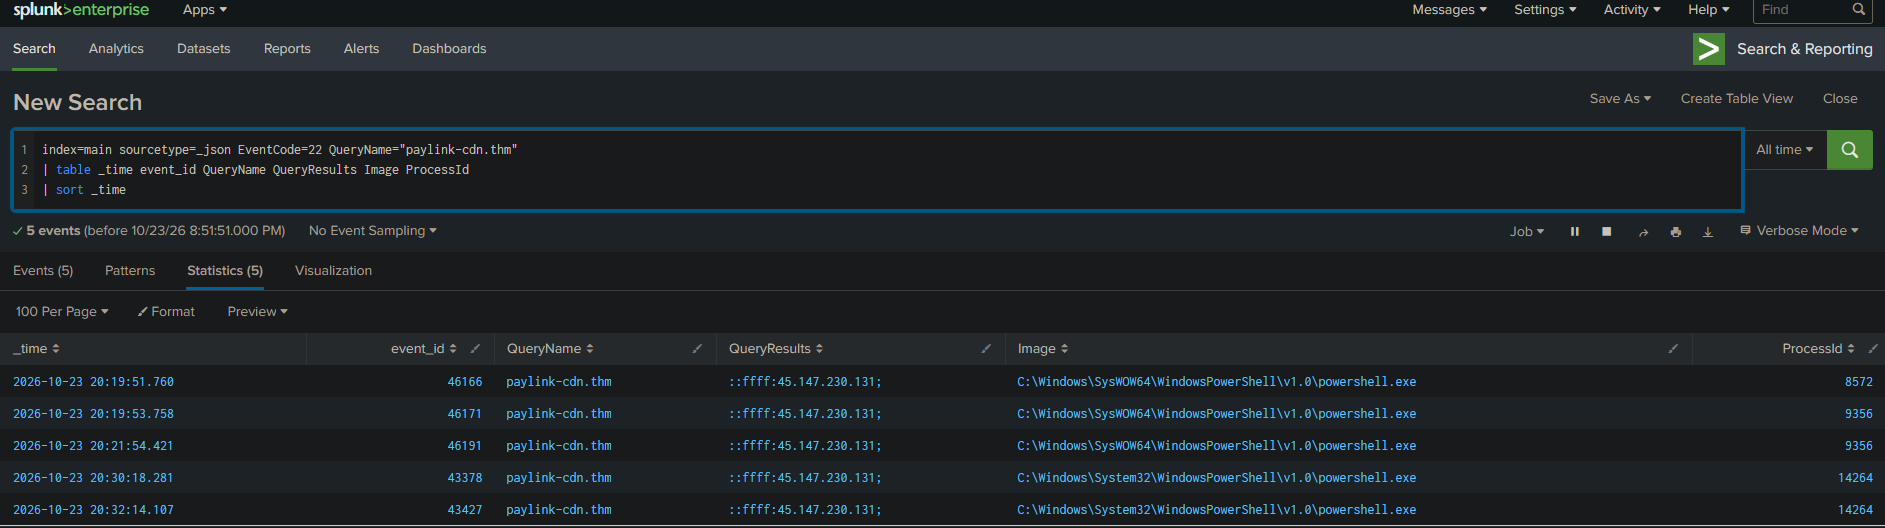 splunk>enterprise Apps Messages Settings Activity Help Find
Search Analytics Datasets Reports Alerts Dashboards Search & Reporting
New Search Save As Create Table View Close
1 index=main sourcetype=_json EventCode=22 QueryName="paylink-cdn.thm"
2 | table _time event_id QueryName QueryResults Image ProcessId
3 | sort _time
All time
5 events (before 10/23/26 8:51:51.000 PM) No Event Sampling Job Verbose Mode
Events (5) Patterns Statistics (5) Visualization
100 Per Page Format Preview
_time event_id QueryName QueryResults Image ProcessId
2026-10-23 20:19:51.760 46166 paylink-cdn.thm ::ffff:45.147.230.131; C:\Windows\SysWOW64\WindowsPowerShell\v1.0\powershell.exe 8572
2026-10-23 20:19:53.758 46171 paylink-cdn.thm ::ffff:45.147.230.131; C:\Windows\SysWOW64\WindowsPowerShell\v1.0\powershell.exe 9356
2026-10-23 20:21:54.421 46191 paylink-cdn.thm ::ffff:45.147.230.131; C:\Windows\SysWOW64\WindowsPowerShell\v1.0\powershell.exe 9356
2026-10-23 20:30:18.281 43378 paylink-cdn.thm ::ffff:45.147.230.131; C:\Windows\System32\WindowsPowerShell\v1.0\powershell.exe 14264
2026-10-23 20:32:14.107 43427 paylink-cdn.thm ::ffff:45.147.230.131; C:\Windows\System32\WindowsPowerShell\v1.0\powershell.exe 14264